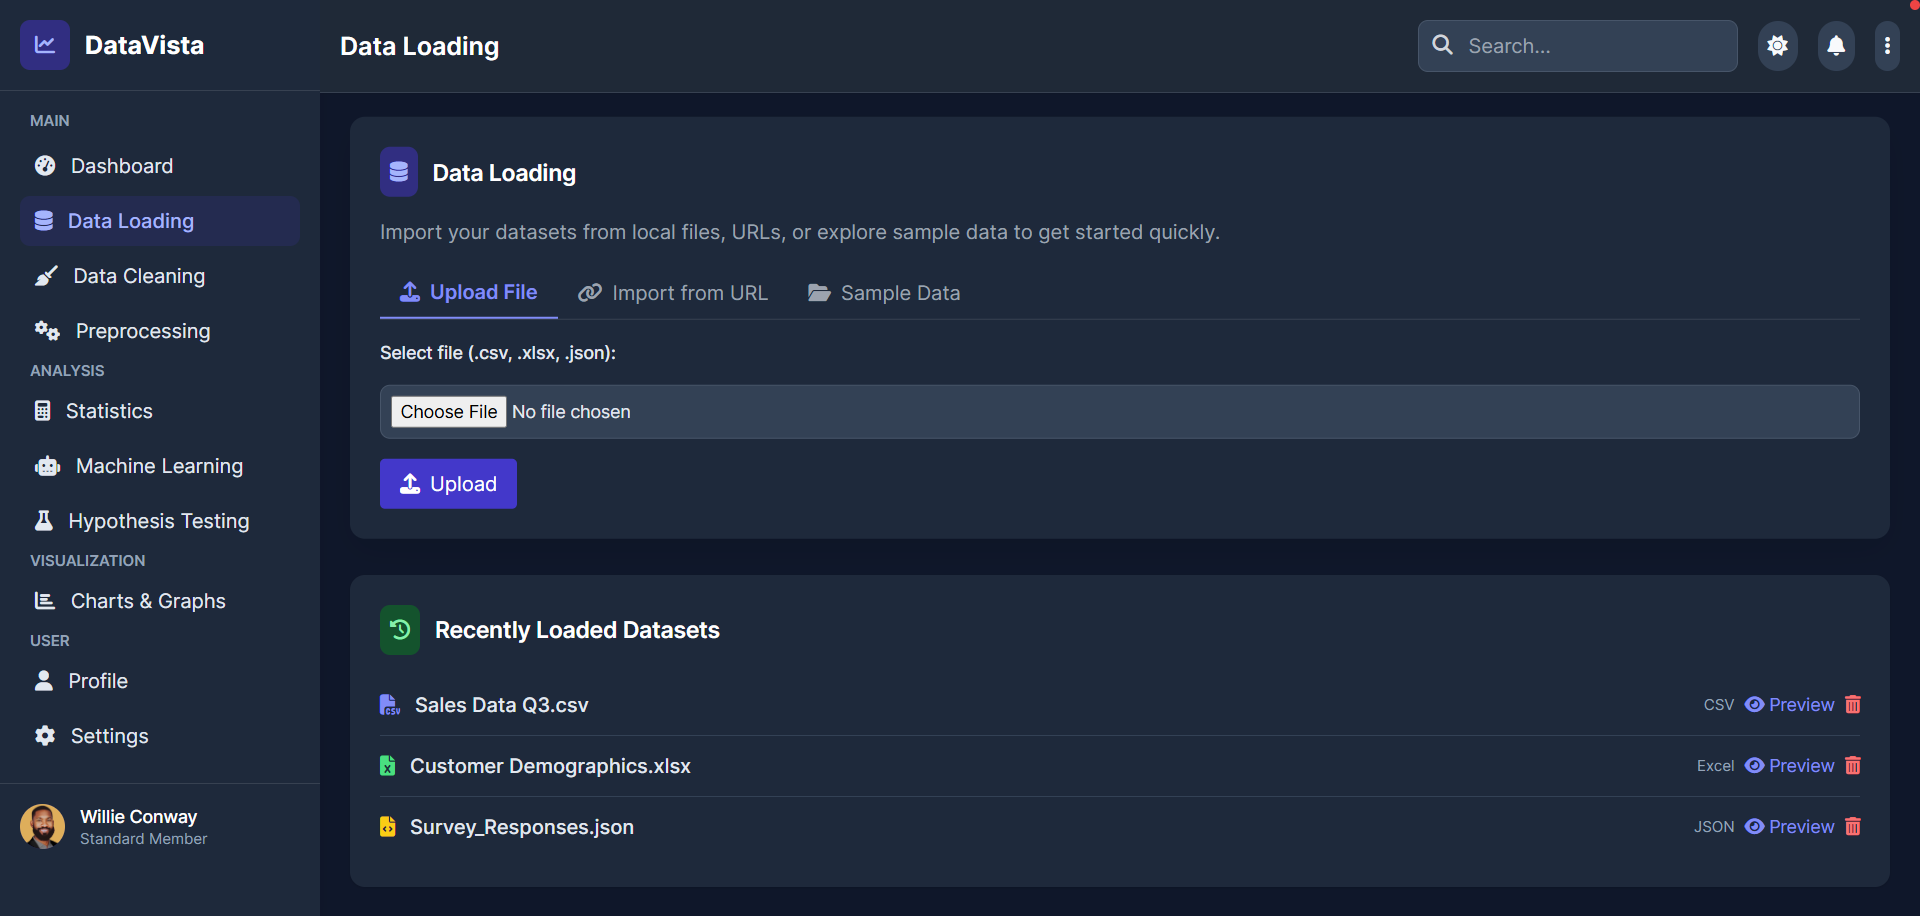 DataVista
Data Loading
Search...
MAIN
Dashboard
Data Loading
Data Cleaning
Preprocessing
ANALYSIS
Statistics
Machine Learning
Hypothesis Testing
VISUALIZATION
Charts & Graphs
USER
Profile
Settings
Willie Conway
Standard Member
Data Loading
Import your datasets from local files, URLs, or explore sample data to get started quickly.
Upload File Import from URL Sample Data
Select file (.csv, .xlsx, .json):
Choose File No file chosen
Upload
Recently Loaded Datasets
CSV Sales Data Q3.csv CSV Preview
X Customer Demographics.xlsx Excel Preview
Survey_Responses.json JSON Preview